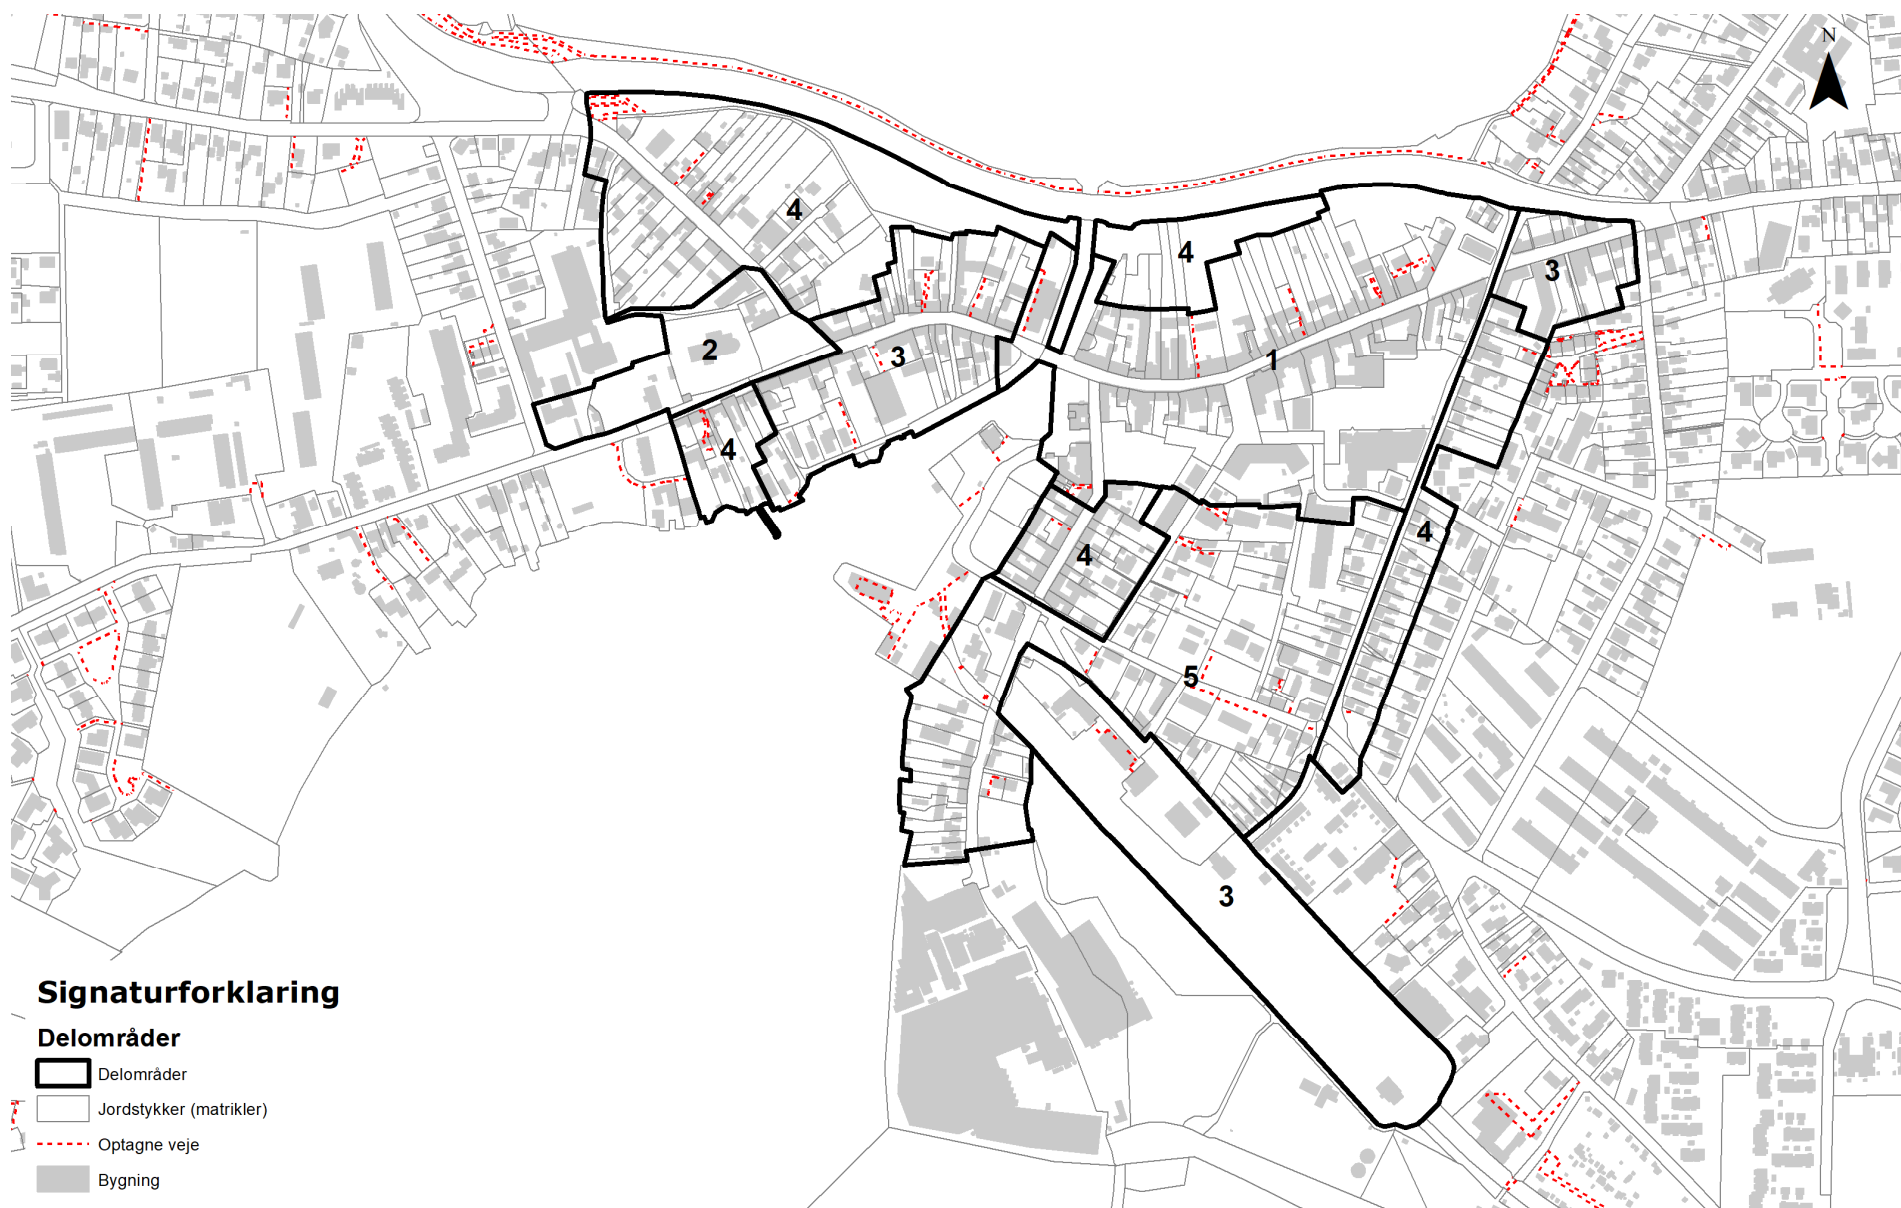 N
4
4
3
2
3
1
4
4
4
5
3
Signaturforklaring
Delområder
Delområder
Jordstykker (matrikler)
Optagne veje
Bygning